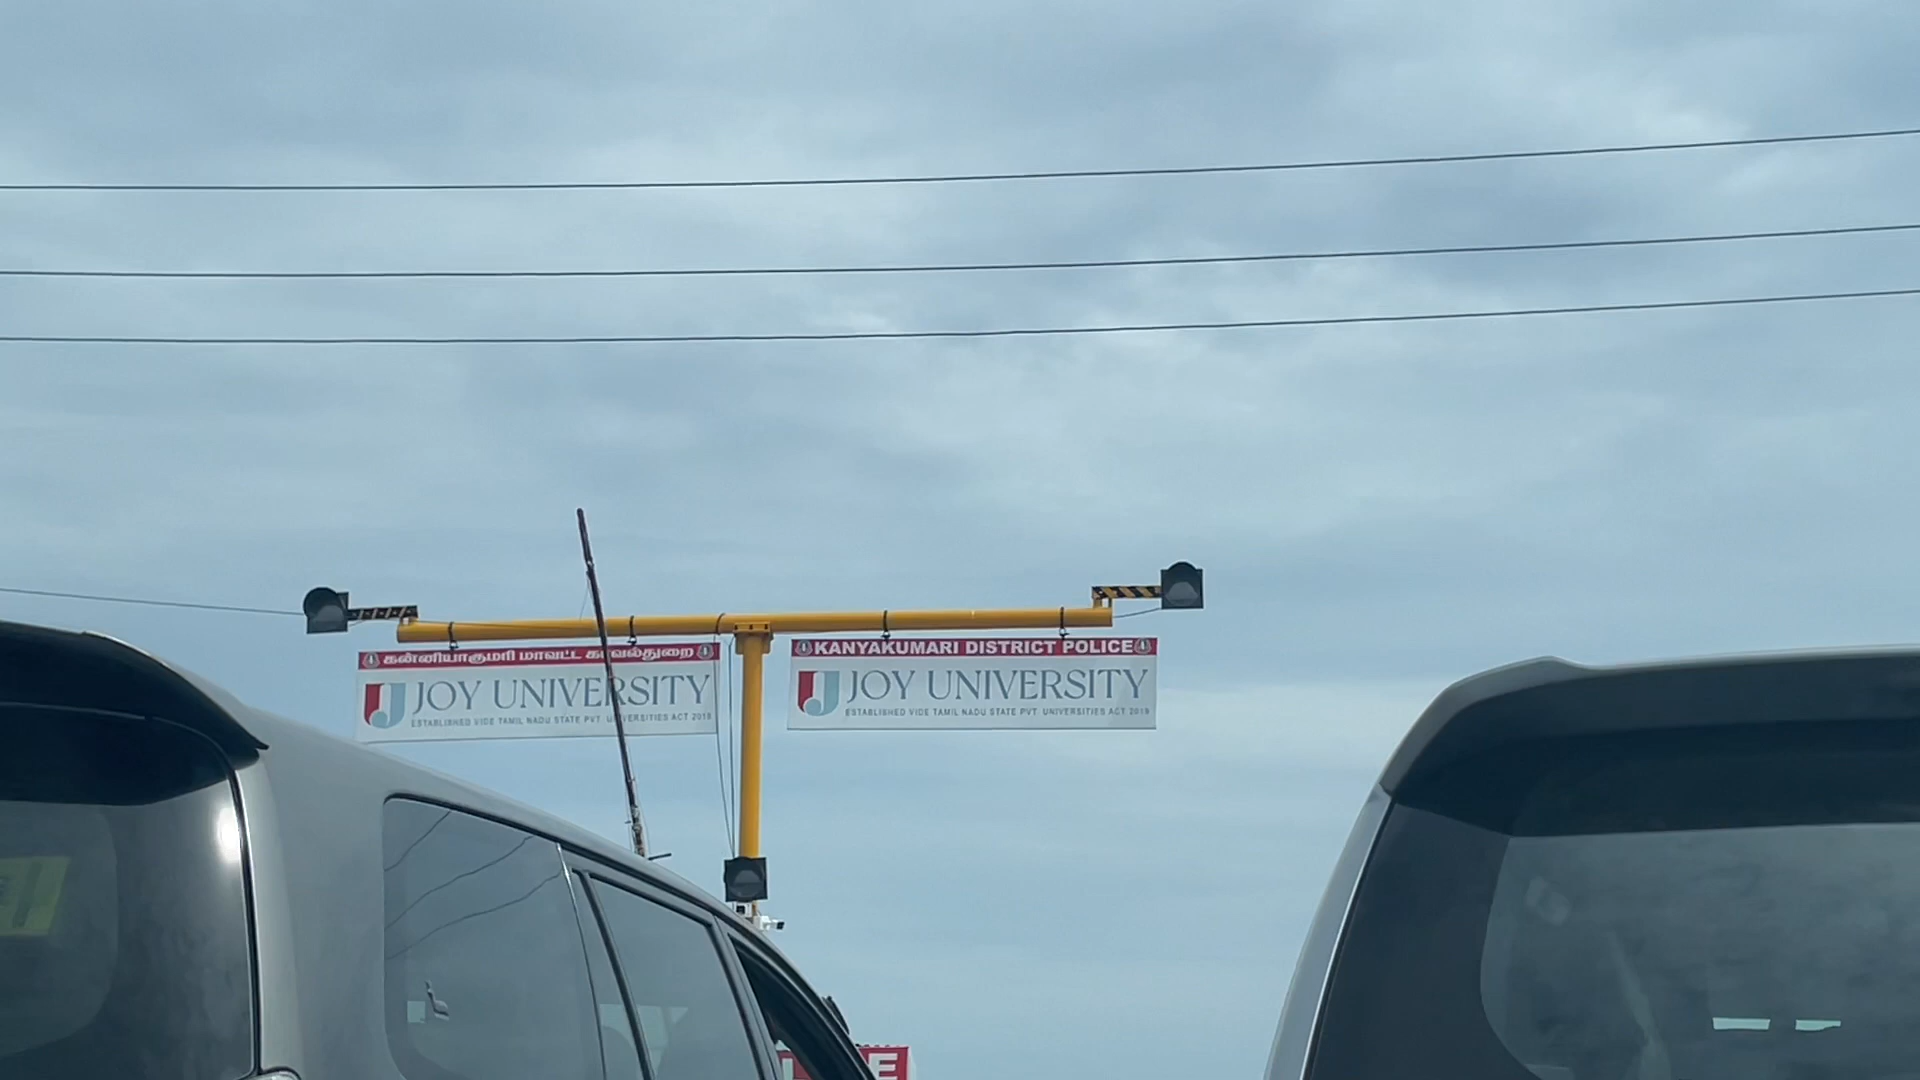 கன்னியாகுமரி மாவட்ட காவல்துறை
JOY UNIVERSITY
ESTABLISHED VIDE TAMIL NADU STATE PVT. UNIVERSITIES ACT 2019
KANYAKUMARI DISTRICT POLICE
JOY UNIVERSITY
ESTABLISHED VIDE TAMIL NADU STATE PVT. UNIVERSITIES ACT 2019